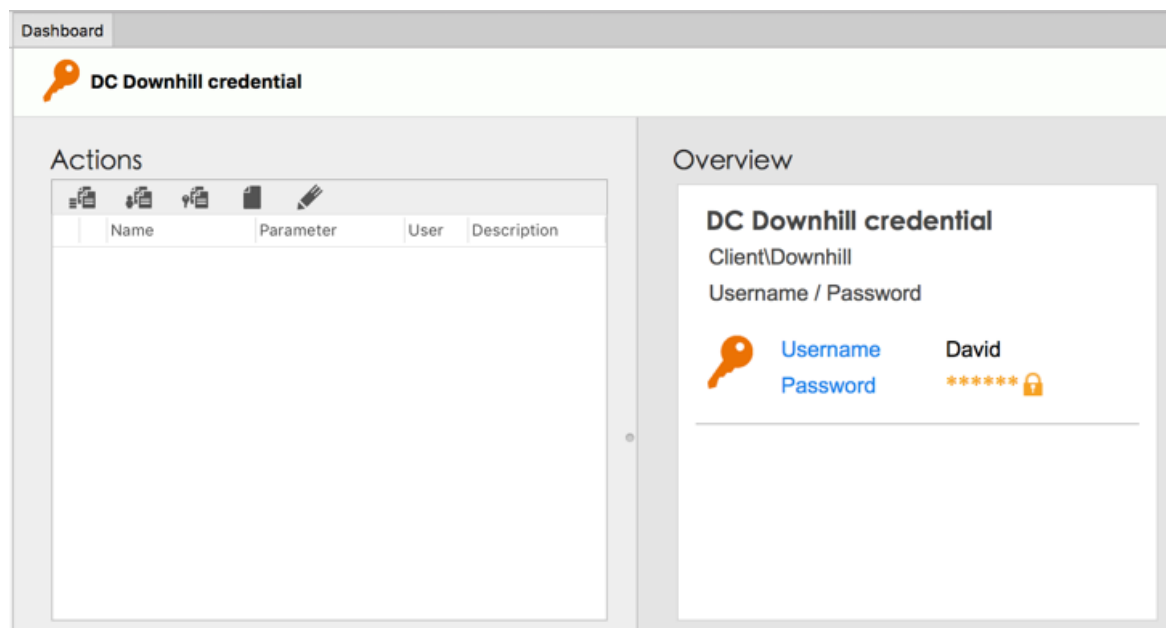 Dashboard
DC Downhill credential
Actions
Name Parameter User Description
Overview
DC Downhill credential
Client\Downhill
Username / Password
Username David
Password ******